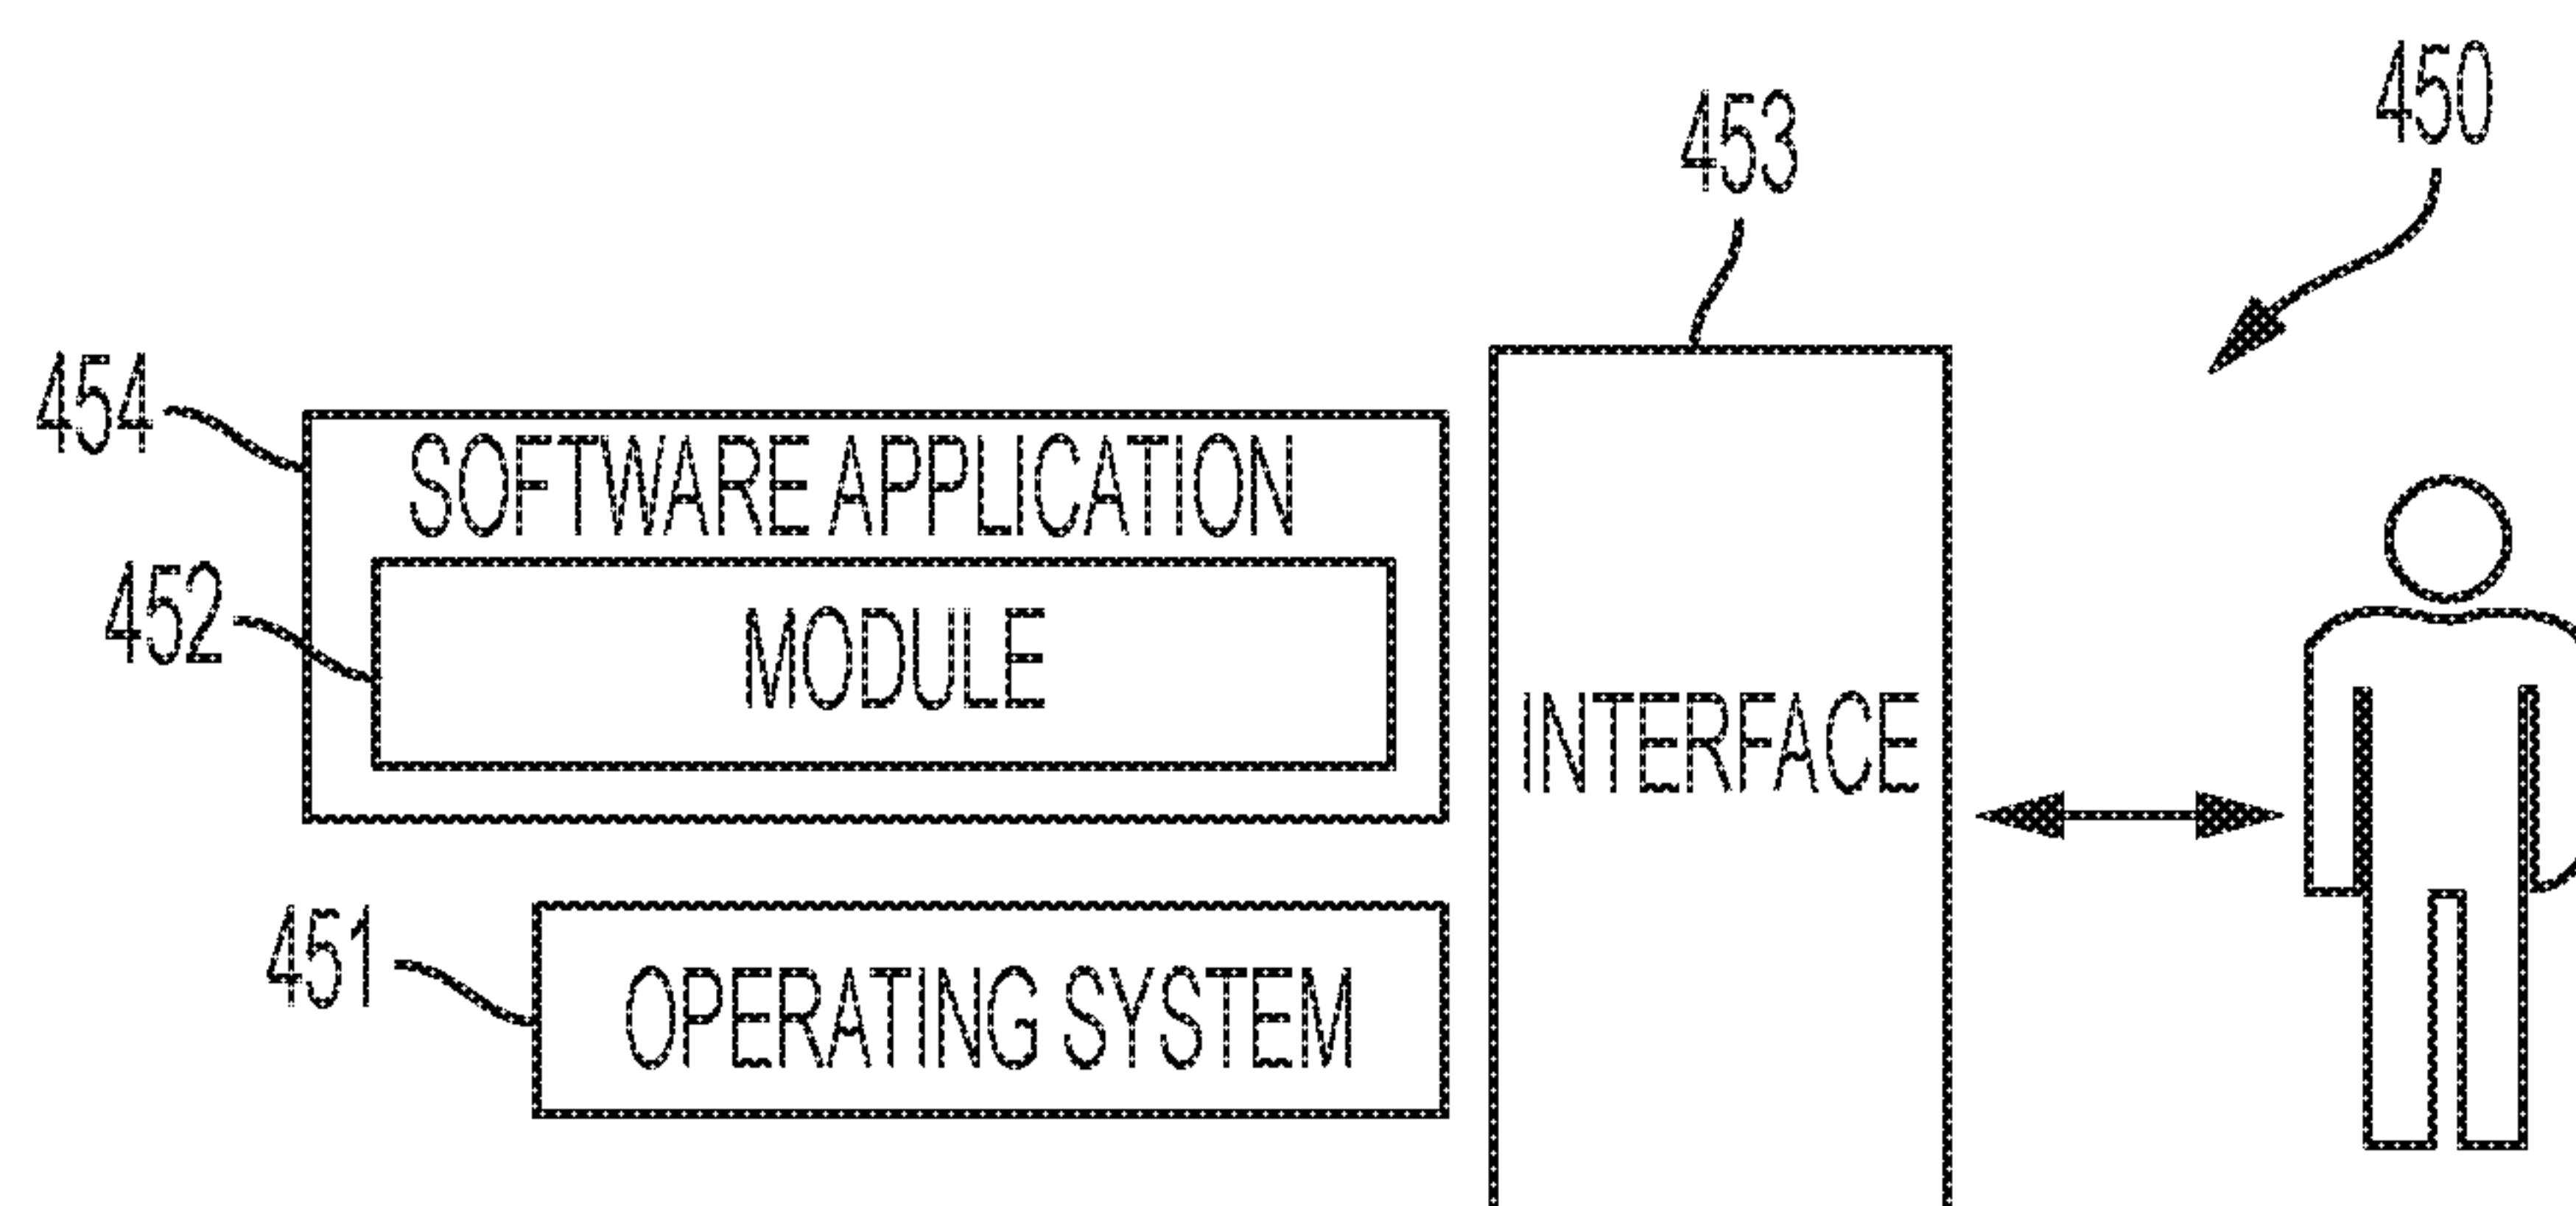 450
453
454
SOFTWARE APPLICATION
452
MODULE
INTERFACE
451
OPERATING SYSTEM